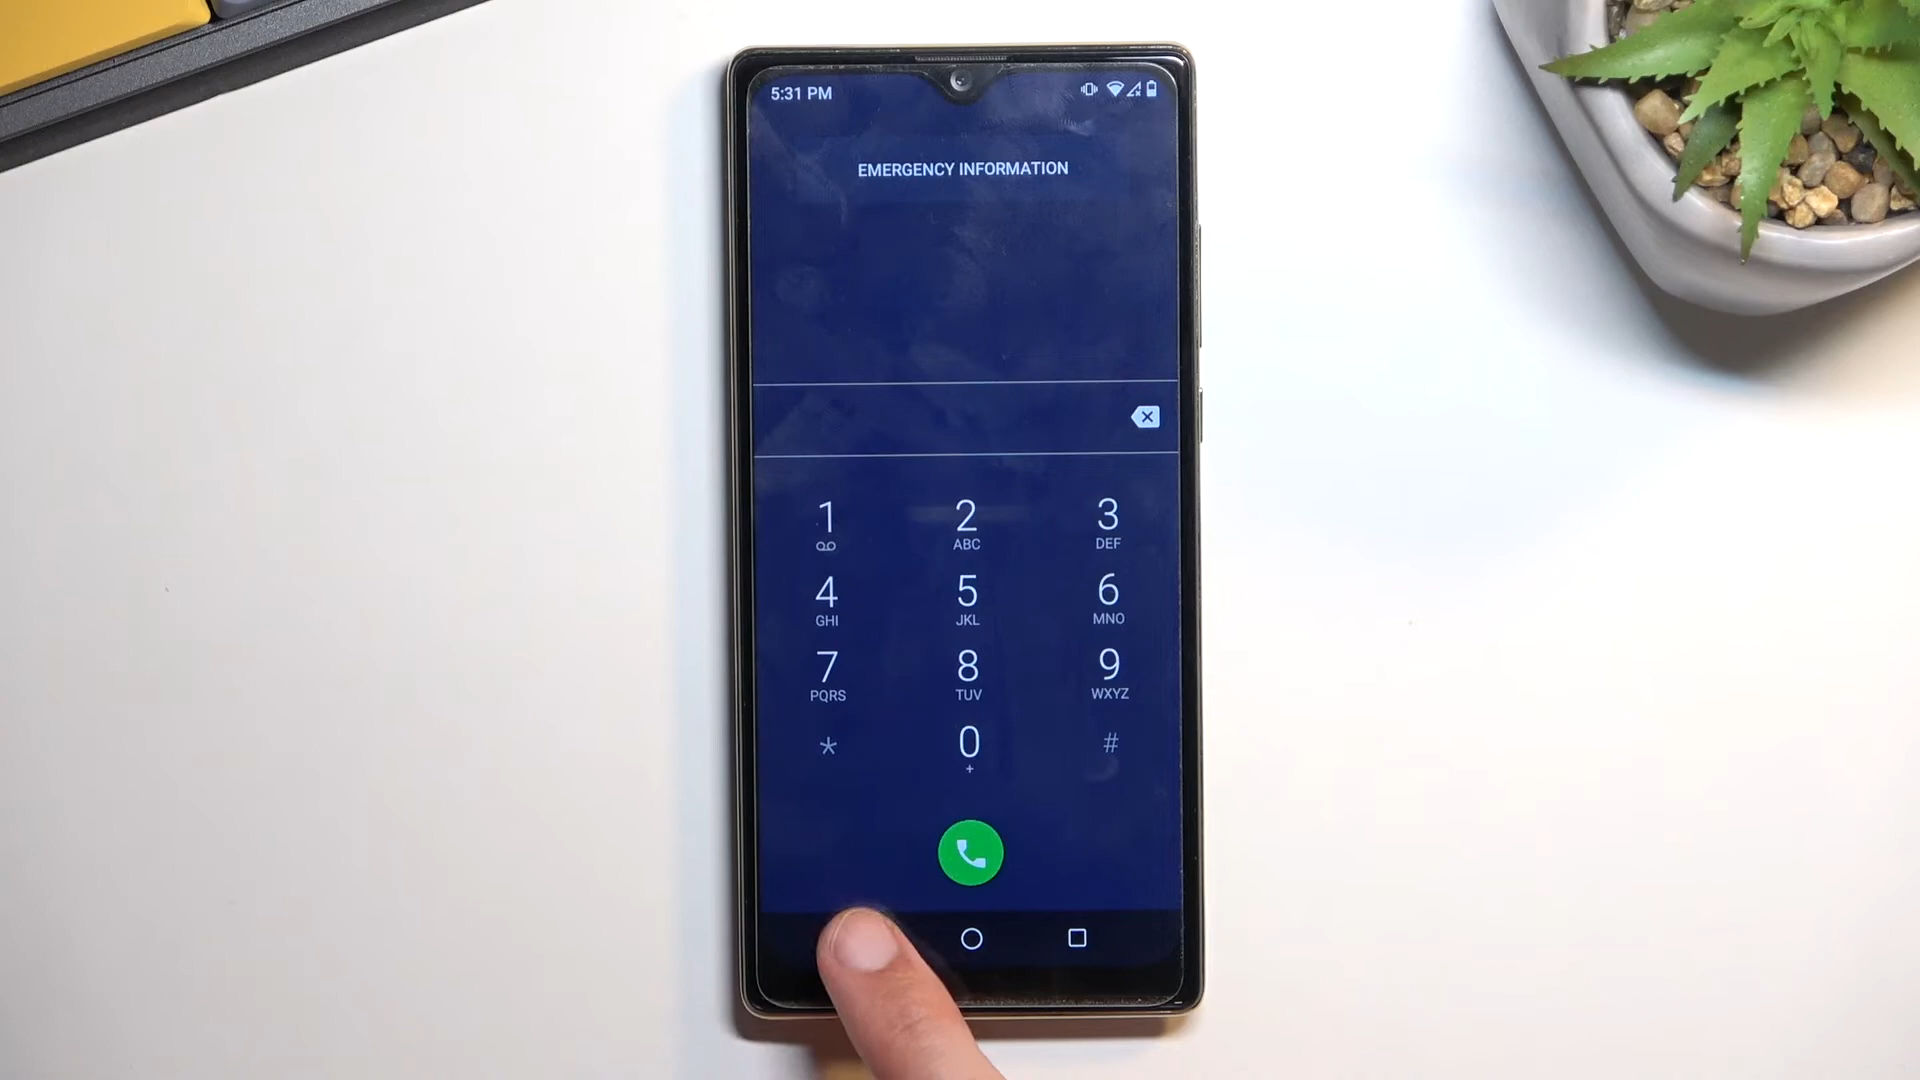 5:31 PM
EMERGENCY INFORMATION
1 2 3
ABC DEF
4 5 6
GHI JKL MNO
7 8 9
PQRS TUV WXYZ
* 0 #
+